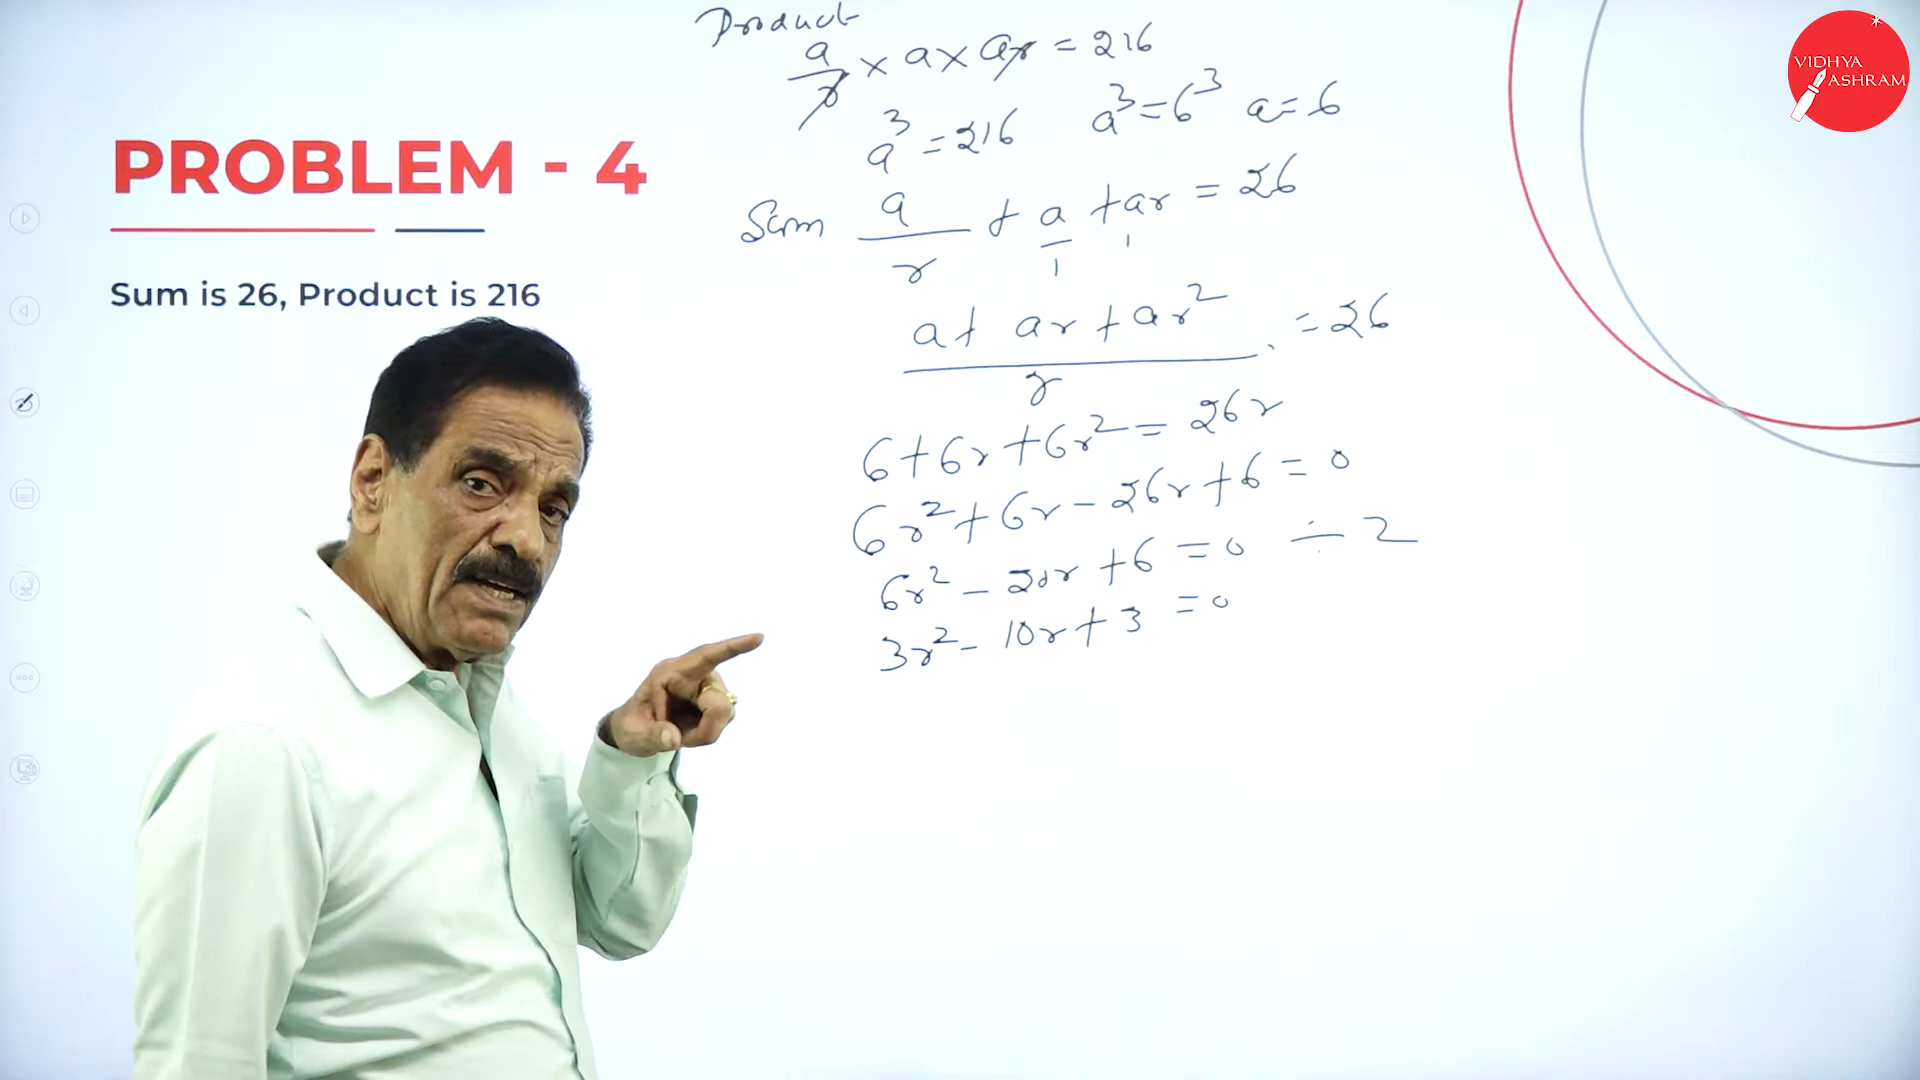 VIDHYA
ASHRAM
PROBLEM - 4
Sum is 26, Product is 216
Product
a/r × a × ar = 216
a³ = 216 a³ = 6³ a = 6
Sum a/r + a/1 + ar/1 = 26
(a + ar + ar²)/r = 26
6 + 6r + 6r² = 26r
6r² + 6r - 26r + 6 = 0
6r² - 20r + 6 = 0 ÷ 2
3r² - 10r + 3 = 0